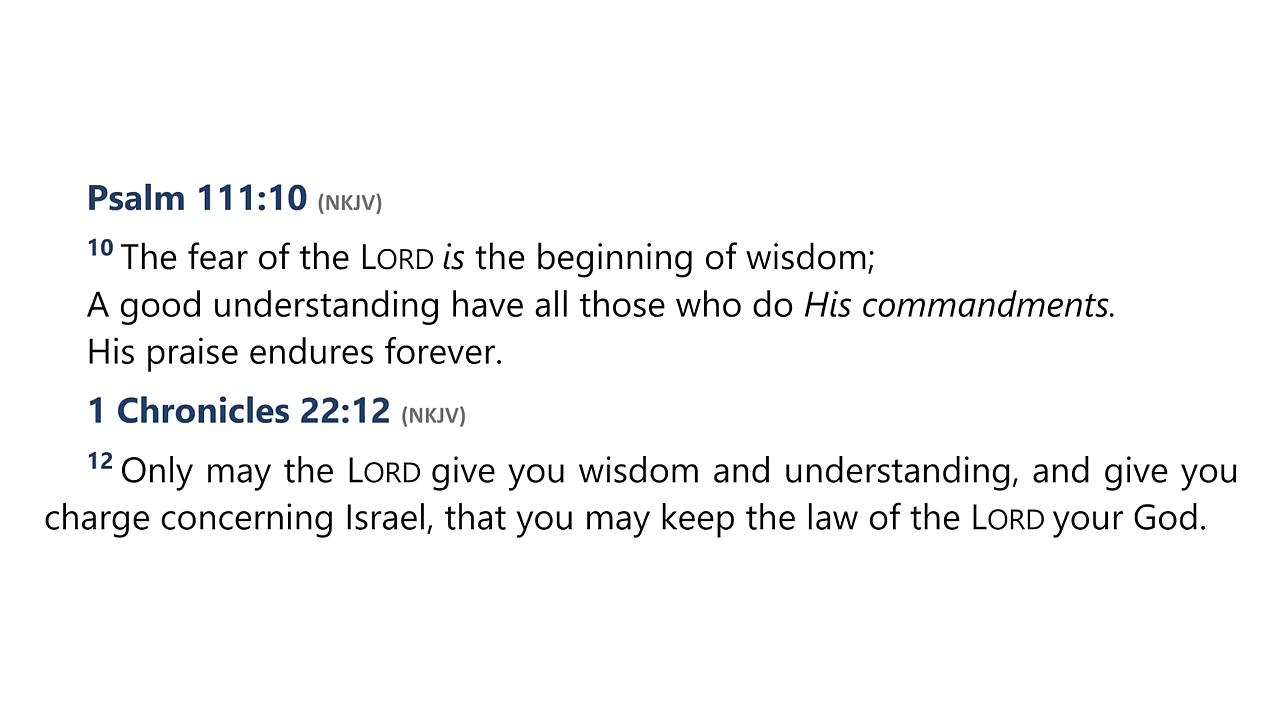 Psalm 111:10 (NKJV)
10 The fear of the LORD is the beginning of wisdom;
A good understanding have all those who do His commandments.
His praise endures forever.
1 Chronicles 22:12 (NKJV)
12 Only may the LORD give you wisdom and understanding, and give you
charge concerning Israel, that you may keep the law of the LORD your God.